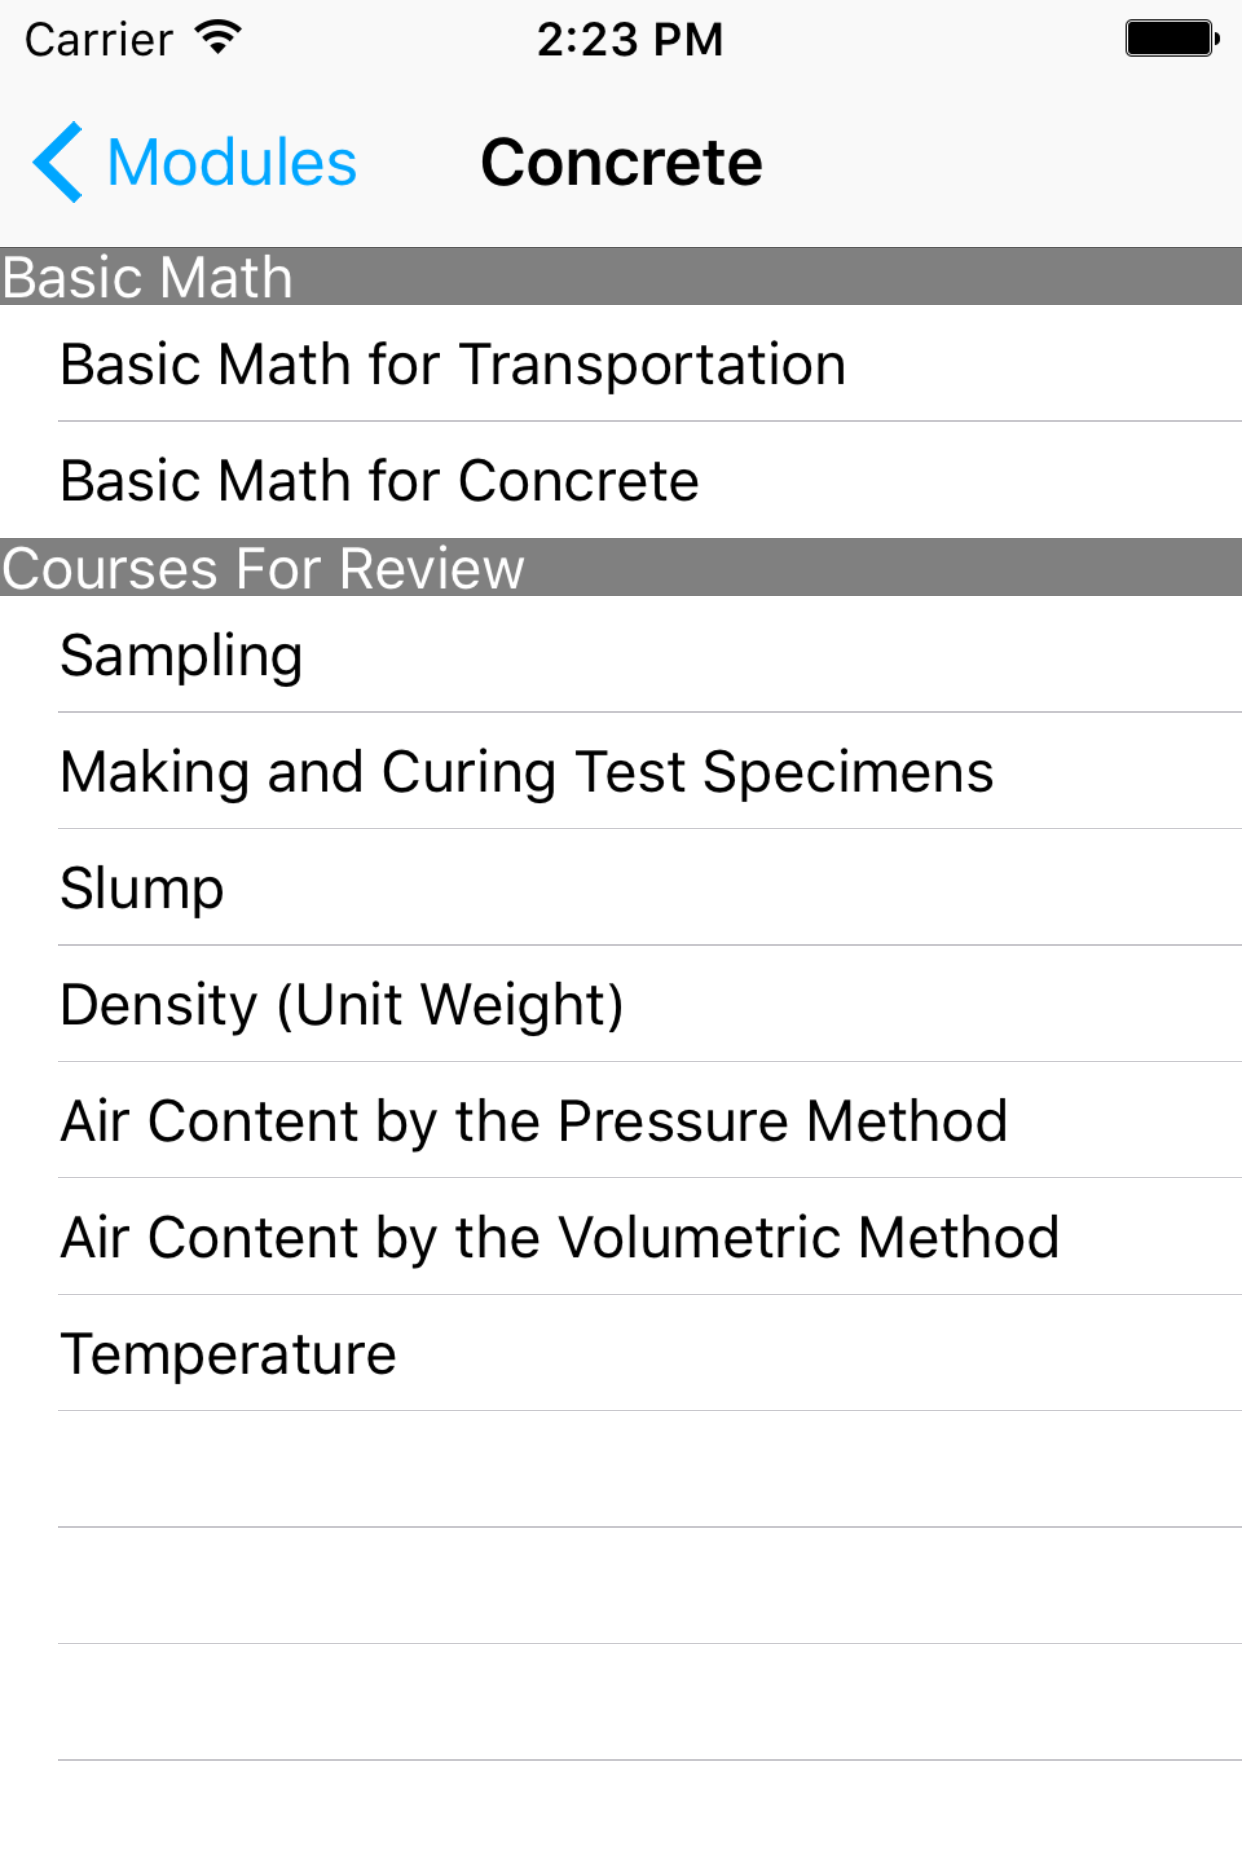 Carrier 2:23 PM
Modules Concrete
Basic Math
Basic Math for Transportation
Basic Math for Concrete
Courses For Review
Sampling
Making and Curing Test Specimens
Slump
Density (Unit Weight)
Air Content by the Pressure Method
Air Content by the Volumetric Method
Temperature